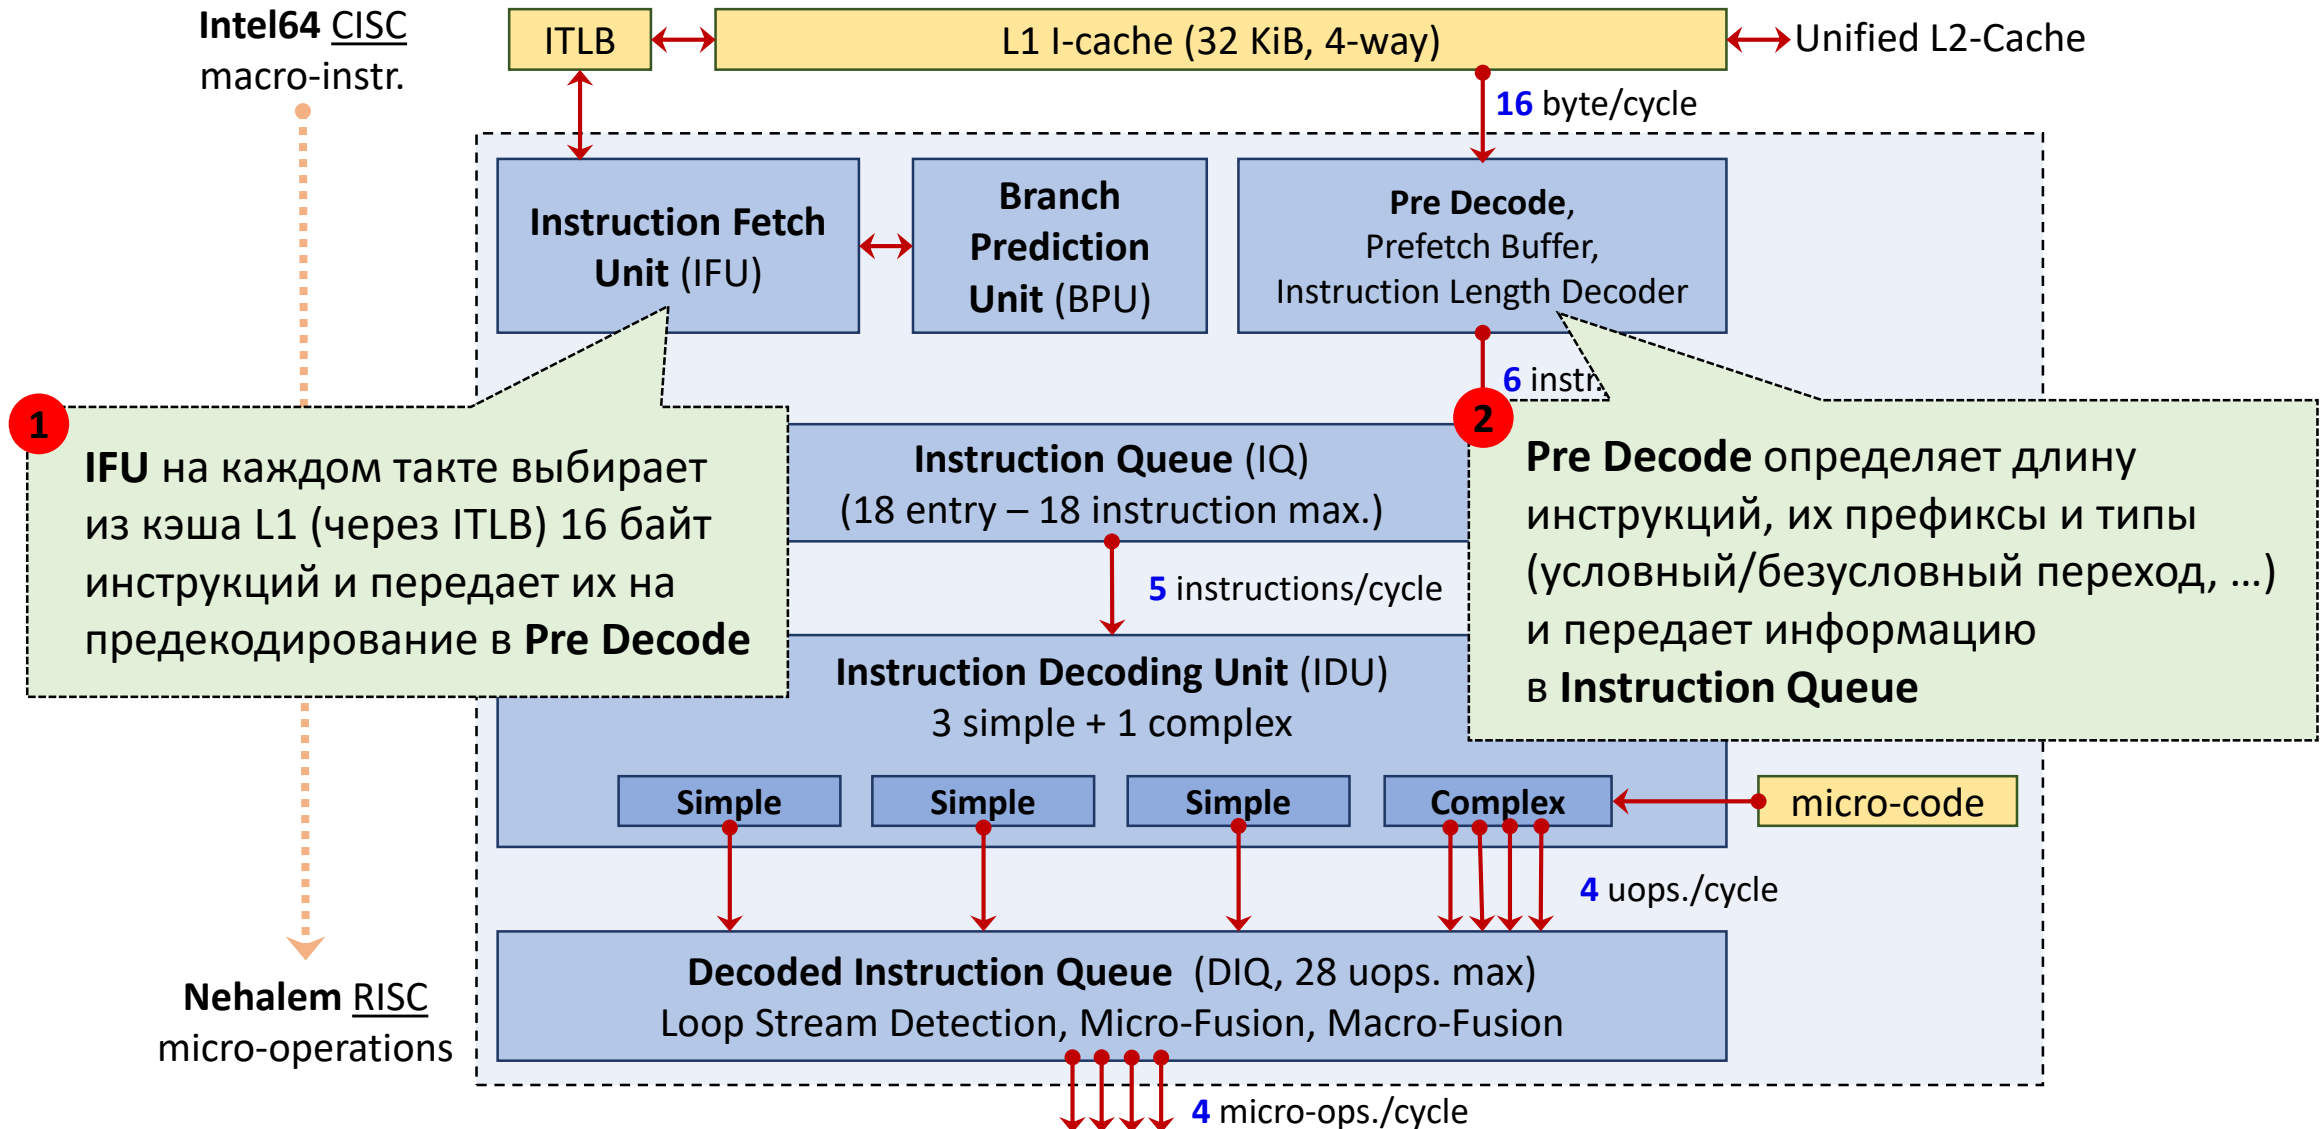 Intel64 CISC
macro-instr.
ITLB
L1 I-cache (32 KiB, 4-way)
Unified L2-Cache
16 byte/cycle
Instruction Fetch
Unit (IFU)
Branch
Prediction
Unit (BPU)
Pre Decode,
Prefetch Buffer,
Instruction Length Decoder
6 instr.
1
IFU на каждом такте выбирает
из кэша L1 (через ITLB) 16 байт
инструкций и передает их на
предекодирование в Pre Decode
2
Pre Decode определяет длину
инструкций, их префиксы и типы
(условный/безусловный переход, ...)
и передает информацию
в Instruction Queue
Instruction Queue (IQ)
(18 entry – 18 instruction max.)
5 instructions/cycle
Instruction Decoding Unit (IDU)
3 simple + 1 complex
Simple
Simple
Simple
Complex
micro-code
4 uops./cycle
Decoded Instruction Queue (DIQ, 28 uops. max)
Loop Stream Detection, Micro-Fusion, Macro-Fusion
Nehalem RISC
micro-operations
4 micro-ops./cycle